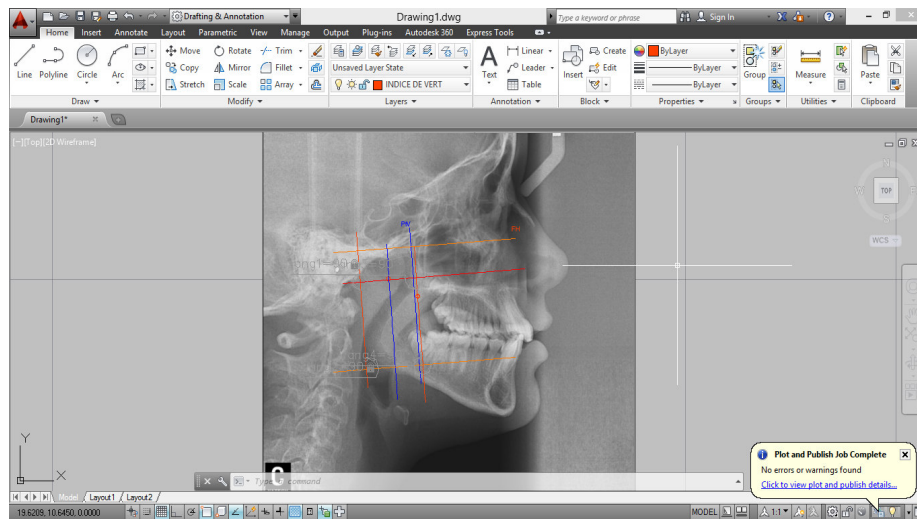 Drafting & Annotation
Drawing1.dwg
Type a keyword or phrase
Sign In
Home Insert Annotate Layout Parametric View Manage Output Plug-ins Autodesk 360 Express Tools
Line Polyline Circle Arc
Move Rotate Trim
Copy Mirror Fillet
Stretch Scale Array
Unsaved Layer State
INDICE DE VERT
Text
Linear
Leader
Table
Insert
Create
Edit
ByLayer
ByLayer
ByLayer
Group
Measure
Paste
Draw Modify Layers Annotation Block Properties Groups Utilities Clipboard
Drawing1*
[−][Top][2D Wireframe]
N
W TOP
S
WCS
FH
Y
X
Type a command
Model Layout1 Layout2
19.6209, 10.6450, 0.0000
MODEL
1:1
Plot and Publish Job Complete
No errors or warnings found
Click to view plot and publish details...